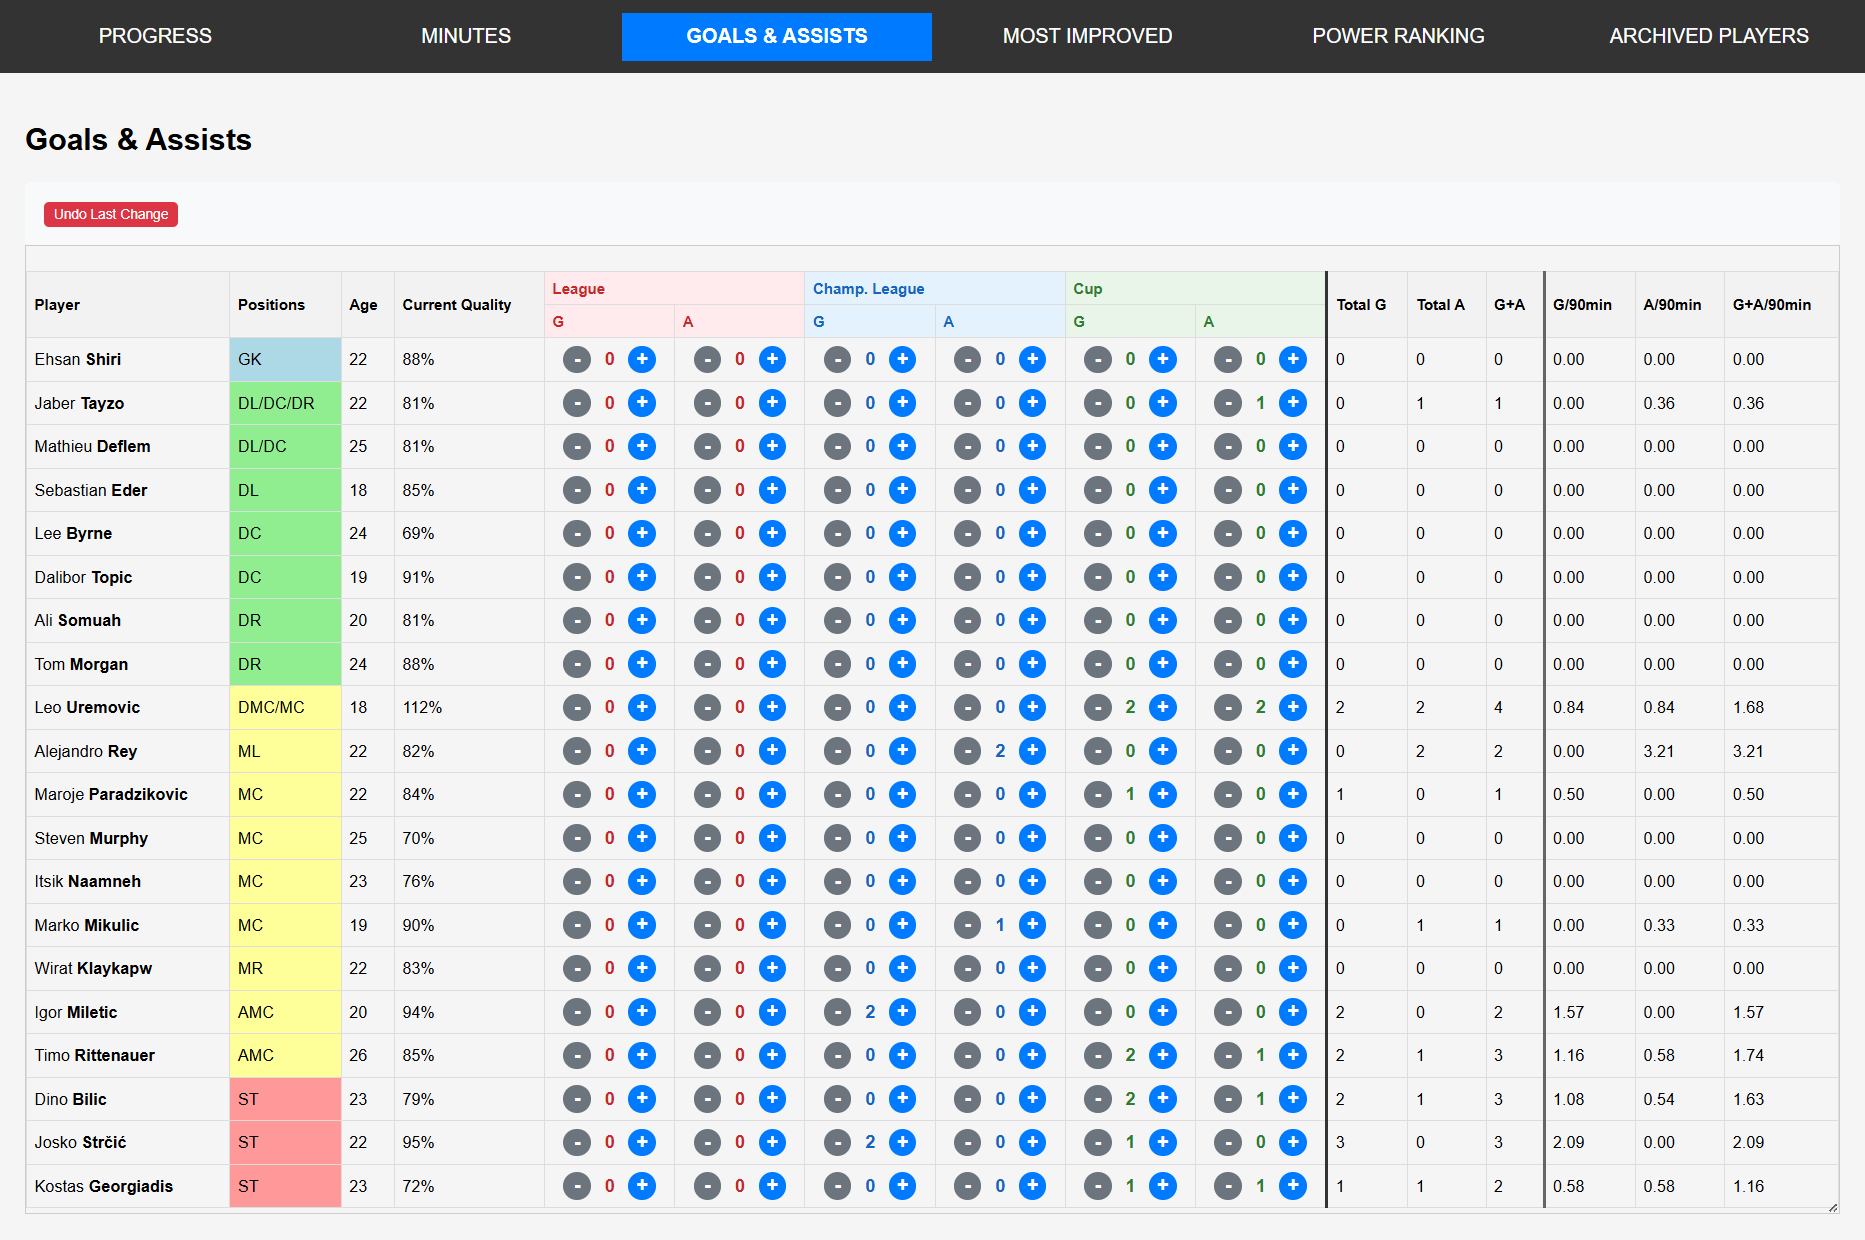 PROGRESS MINUTES GOALS & ASSISTS MOST IMPROVED POWER RANKING ARCHIVED PLAYERS
Goals & Assists
Undo Last Change
Player Positions Age Current Quality League Champ. League Cup Total G Total A G+A G/90min A/90min G+A/90min
G A G A G A
Ehsan Shiri GK 22 88% - 0 + - 0 + - 0 + - 0 + - 0 + - 0 + 0 0 0 0.00 0.00 0.00
Jaber Tayzo DL/DC/DR 22 81% - 0 + - 0 + - 0 + - 0 + - 0 + - 1 + 0 1 1 0.00 0.36 0.36
Mathieu Deflem DL/DC 25 81% - 0 + - 0 + - 0 + - 0 + - 0 + - 0 + 0 0 0 0.00 0.00 0.00
Sebastian Eder DL 18 85% - 0 + - 0 + - 0 + - 0 + - 0 + - 0 + 0 0 0 0.00 0.00 0.00
Lee Byrne DC 24 69% - 0 + - 0 + - 0 + - 0 + - 0 + - 0 + 0 0 0 0.00 0.00 0.00
Dalibor Topic DC 19 91% - 0 + - 0 + - 0 + - 0 + - 0 + - 0 + 0 0 0 0.00 0.00 0.00
Ali Somuah DR 20 81% - 0 + - 0 + - 0 + - 0 + - 0 + - 0 + 0 0 0 0.00 0.00 0.00
Tom Morgan DR 24 88% - 0 + - 0 + - 0 + - 0 + - 0 + - 0 + 0 0 0 0.00 0.00 0.00
Leo Uremovic DMC/MC 18 112% - 0 + - 0 + - 0 + - 0 + - 2 + - 2 + 2 2 4 0.84 0.84 1.68
Alejandro Rey ML 22 82% - 0 + - 0 + - 0 + - 2 + - 0 + - 0 + 0 2 2 0.00 3.21 3.21
Maroje Paradzikovic MC 22 84% - 0 + - 0 + - 0 + - 0 + - 1 + - 0 + 1 0 1 0.50 0.00 0.50
Steven Murphy MC 25 70% - 0 + - 0 + - 0 + - 0 + - 0 + - 0 + 0 0 0 0.00 0.00 0.00
Itsik Naamneh MC 23 76% - 0 + - 0 + - 0 + - 0 + - 0 + - 0 + 0 0 0 0.00 0.00 0.00
Marko Mikulic MC 19 90% - 0 + - 0 + - 0 + - 1 + - 0 + - 0 + 0 1 1 0.00 0.33 0.33
Wirat Klaykapw MR 22 83% - 0 + - 0 + - 0 + - 0 + - 0 + - 0 + 0 0 0 0.00 0.00 0.00
Igor Miletic AMC 20 94% - 0 + - 0 + - 2 + - 0 + - 0 + - 0 + 2 0 2 1.57 0.00 1.57
Timo Rittenauer AMC 26 85% - 0 + - 0 + - 0 + - 0 + - 2 + - 1 + 2 1 3 1.16 0.58 1.74
Dino Bilic ST 23 79% - 0 + - 0 + - 0 + - 0 + - 2 + - 1 + 2 1 3 1.08 0.54 1.63
Josko Strčić ST 22 95% - 0 + - 0 + - 2 + - 0 + - 1 + - 0 + 3 0 3 2.09 0.00 2.09
Kostas Georgiadis ST 23 72% - 0 + - 0 + - 0 + - 0 + - 1 + - 1 + 1 1 2 0.58 0.58 1.16